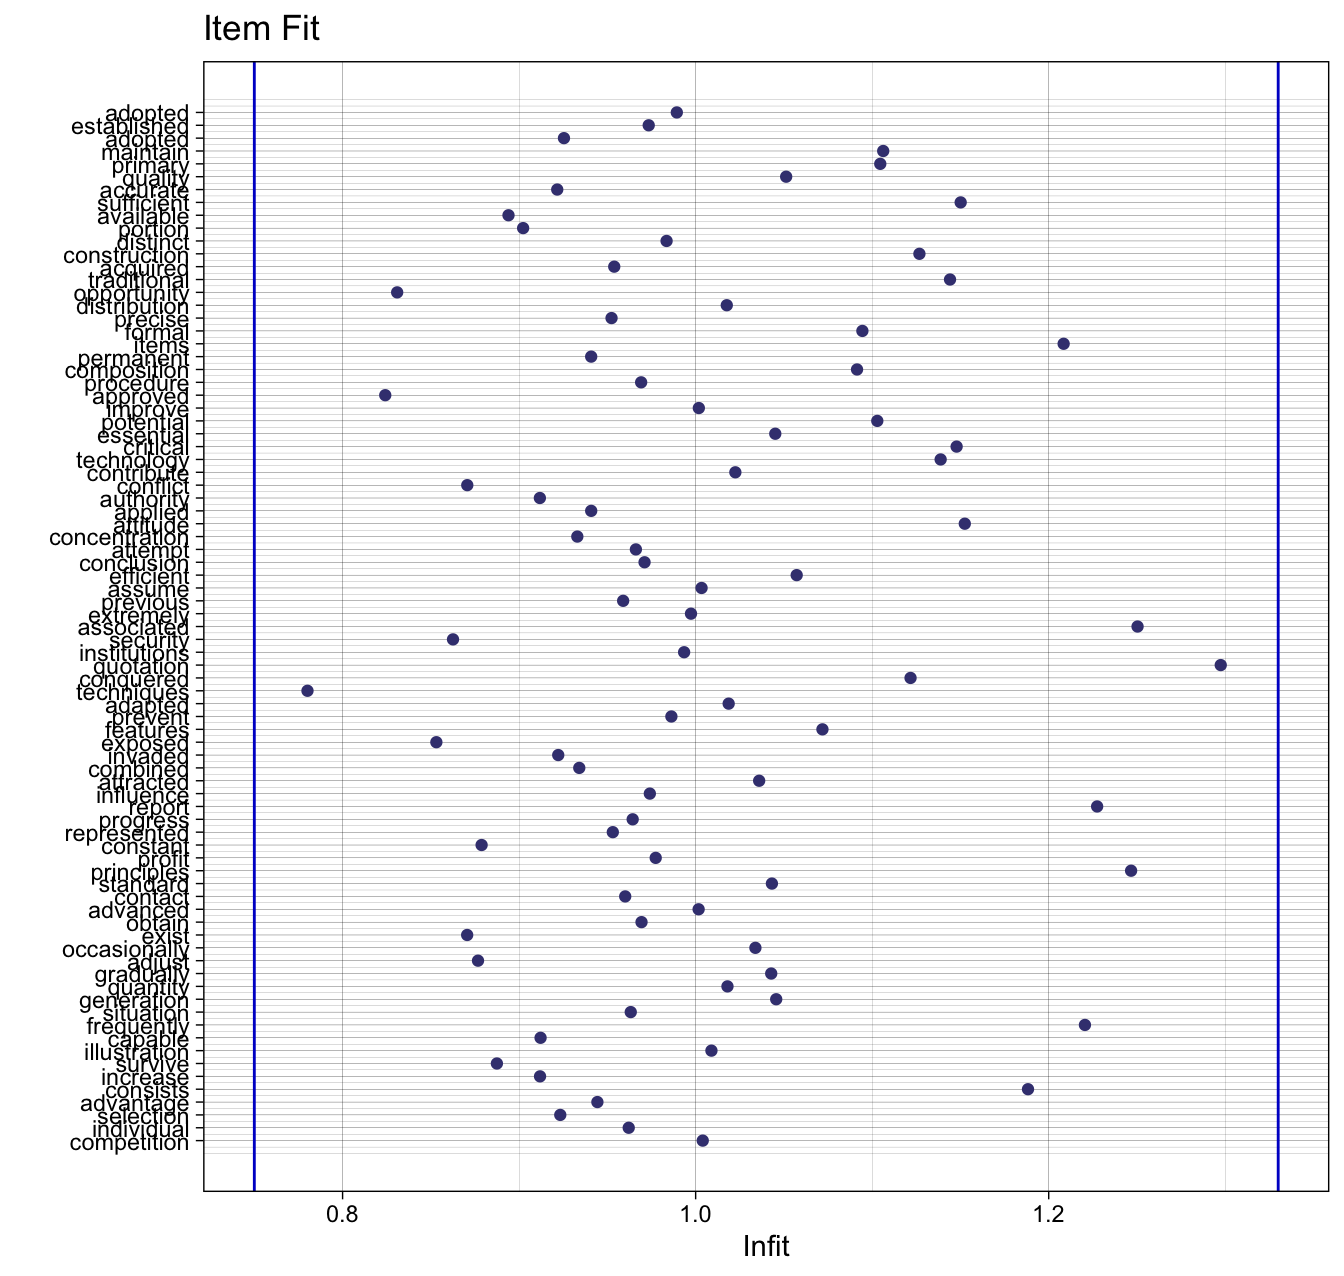 Item Fit
adopted
established
adopted
maintain
primary
quality
accurate
sufficient
available
portion
distinct
construction
acquired
traditional
opportunity
distribution
precise
formal
items
permanent
composition
procedure
approved
improve
potential
essential
critical
technology
contribute
conflict
authority
applied
attitude
concentration
attempt
conclusion
efficient
assume
previous
extremely
associated
security
institutions
quotation
conquered
techniques
adapted
prevent
features
exposed
invaded
combined
attracted
influence
report
progress
represented
constant
profit
principles
standard
contact
advanced
obtain
exist
occasionally
adjust
gradually
quantity
generation
situation
frequently
capable
illustration
survive
increase
consists
advantage
selection
individual
competition
0.8 1.0 1.2
Infit